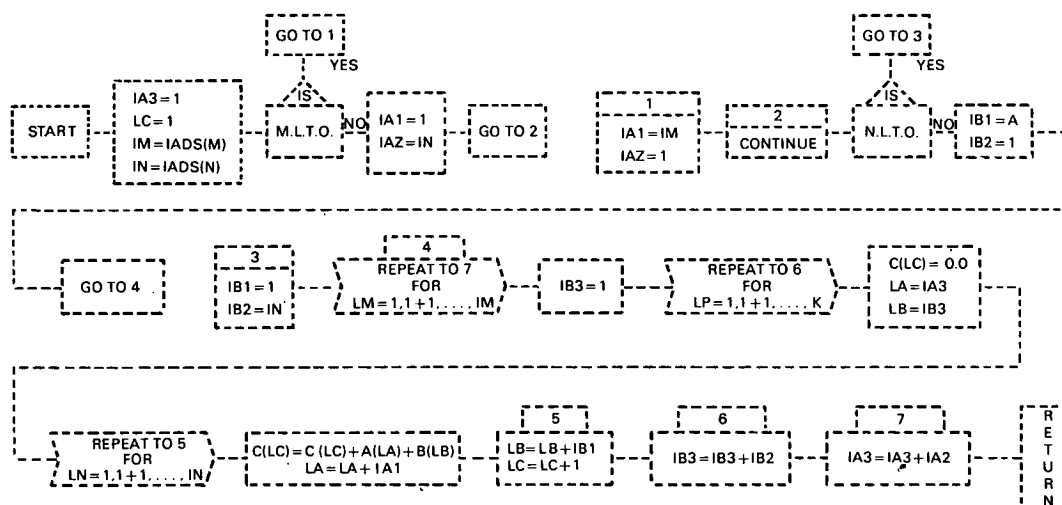 START
IA3=1
LC=1
IM=IADS(M)
IN=IADS(N)
GO TO 1
YES
IS
M.L.T.O.
NO
IA1=1
IAZ=IN
GO TO 2
1
IA1=IM
IAZ=1
2
CONTINUE
GO TO 3
YES
IS
N.L.T.O.
NO
IB1=A
IB2=1
GO TO 4
3
IB1=1
IB2=IN
4
REPEAT TO 7
FOR
LM=1,1+1,....,IM
IB3=1
REPEAT TO 6
FOR
LP=1,1+1,....,K
C(LC)=0.0
LA=IA3
LB=IB3
REPEAT TO 5
FOR
LN=1,1+1,....,IN
C(LC)=C (LC)+A(LA)+B(LB)
LA=LA+IA1
5
LB=LB+IB1
LC=LC+1
6
IB3=IB3+IB2
7
IA3=IA3+IA2
RETURN